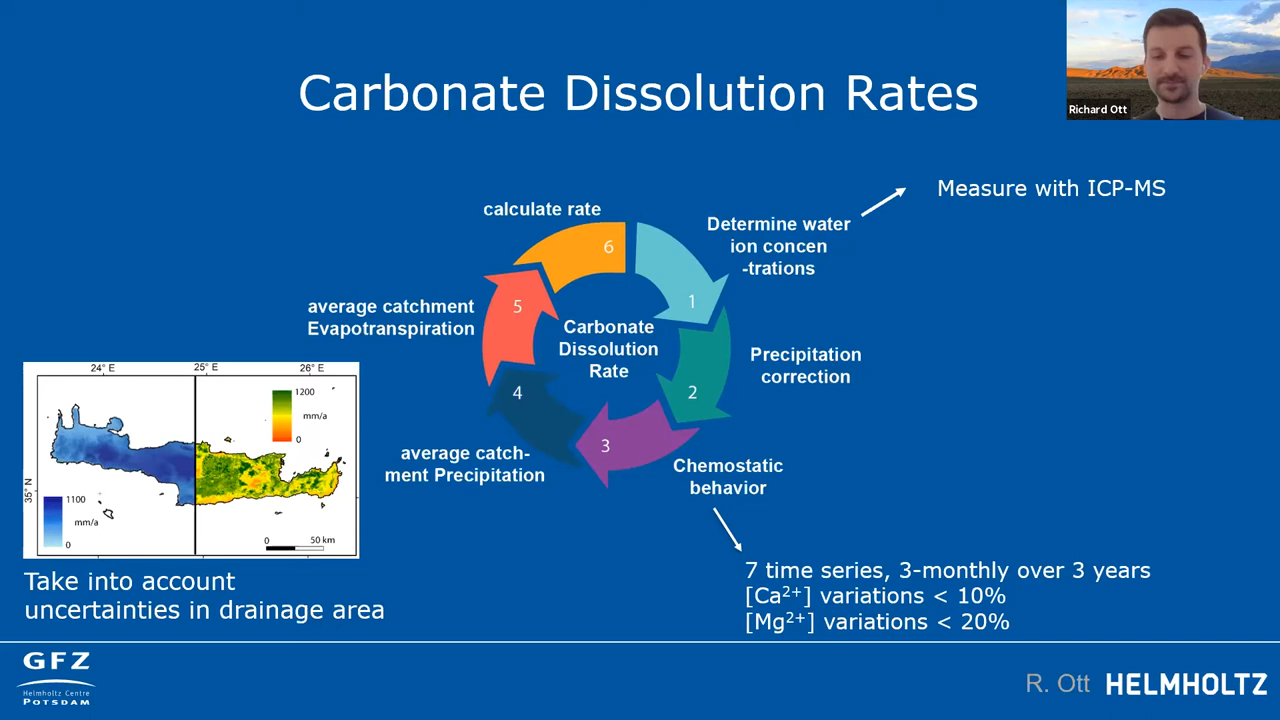 Carbonate Dissolution Rates
Richard Ott
Measure with ICP-MS
calculate rate
6
Determine water
ion concen
-trations
1
Precipitation
correction
2
Chemostatic
behavior
3
average catch-
ment Precipitation
4
average catchment
Evapotranspiration
5
Carbonate
Dissolution
Rate
24° E
25° E
26° E
35° N
1200
mm/a
0
1100
mm/a
0
0
50 km
Take into account
uncertainties in drainage area
7 time series, 3-monthly over 3 years
[Ca²⁺] variations < 10%
[Mg²⁺] variations < 20%
GFZ
Helmholtz Centre
POTSDAM
R. Ott
HELMHOLTZ